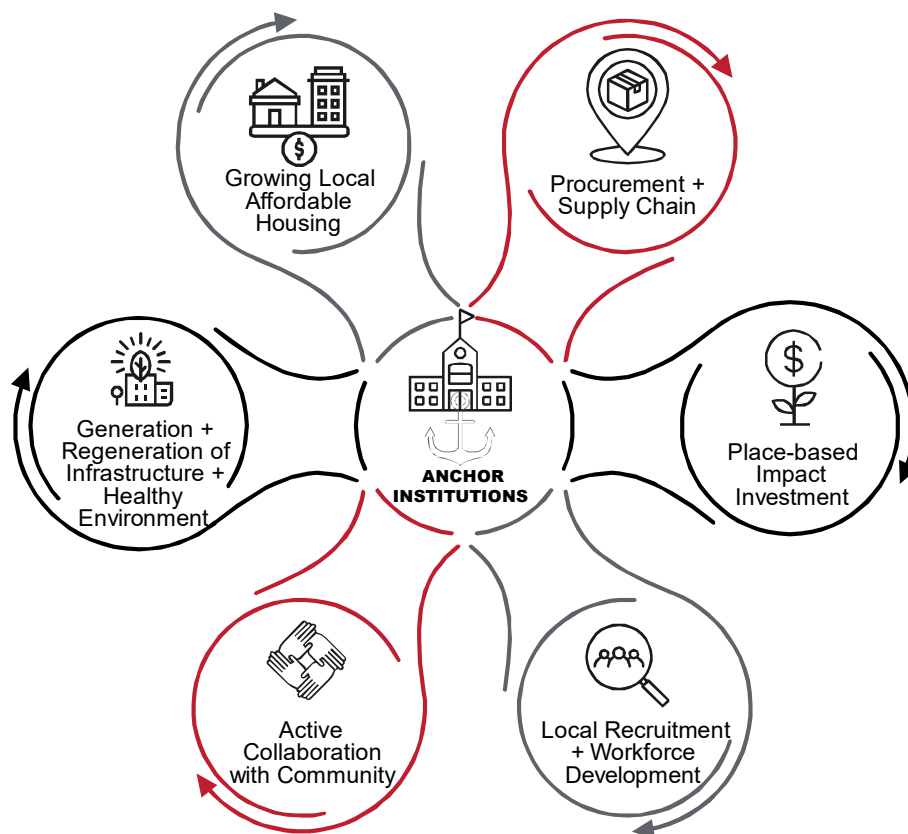 $
Growing Local
Affordable
Housing
Procurement +
Supply Chain
$
Place-based
Impact
Investment
Local Recruitment
+ Workforce
Development
Active
Collaboration
with Community
Generation +
Regeneration of
Infrastructure +
Healthy
Environment
ANCHOR
INSTITUTIONS